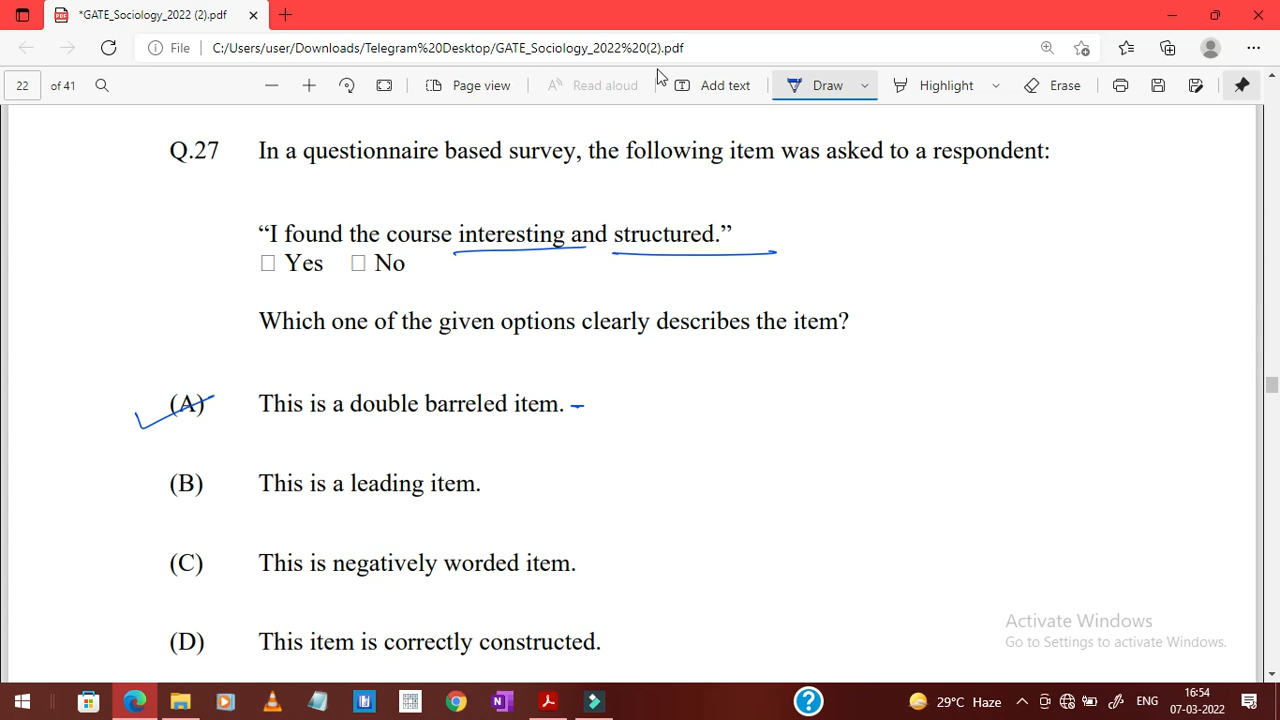 *GATE_Sociology_2022 (2).pdf
File C:/Users/user/Downloads/Telegram%20Desktop/GATE_Sociology_2022%20(2).pdf
22 of 41 Page view Read aloud Add text Draw Highlight Erase
Q.27 In a questionnaire based survey, the following item was asked to a respondent:
“I found the course interesting and structured.”
□ Yes □ No
Which one of the given options clearly describes the item?
(A) This is a double barreled item.
(B) This is a leading item.
(C) This is negatively worded item.
(D) This item is correctly constructed.
Activate Windows
Go to Settings to activate Windows.
29°C Haze ENG 16:54
07-03-2022